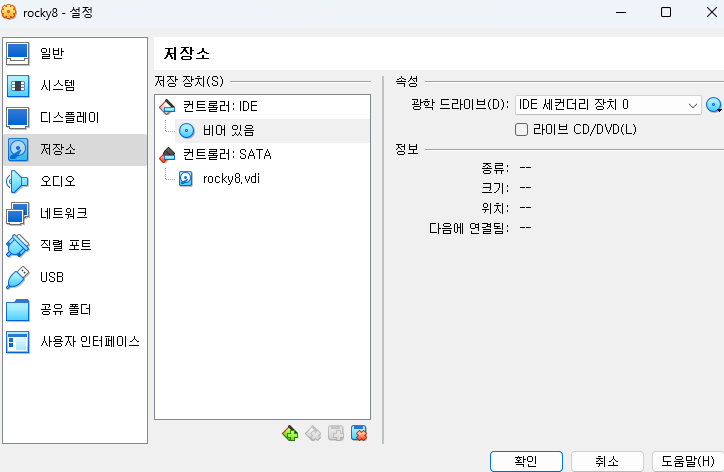 rocky8 - 설정
일반
시스템
디스플레이
저장소
오디오
네트워크
직렬 포트
USB
공유 폴더
사용자 인터페이스
저장소
저장 장치(S)
컨트롤러: IDE
비어 있음
컨트롤러: SATA
rocky8.vdi
속성
광학 드라이브(D): IDE 세컨더리 장치 0
라이브 CD/DVD(L)
정보
종류: --
크기: --
위치: --
다음에 연결됨: --
확인
취소
도움말(H)